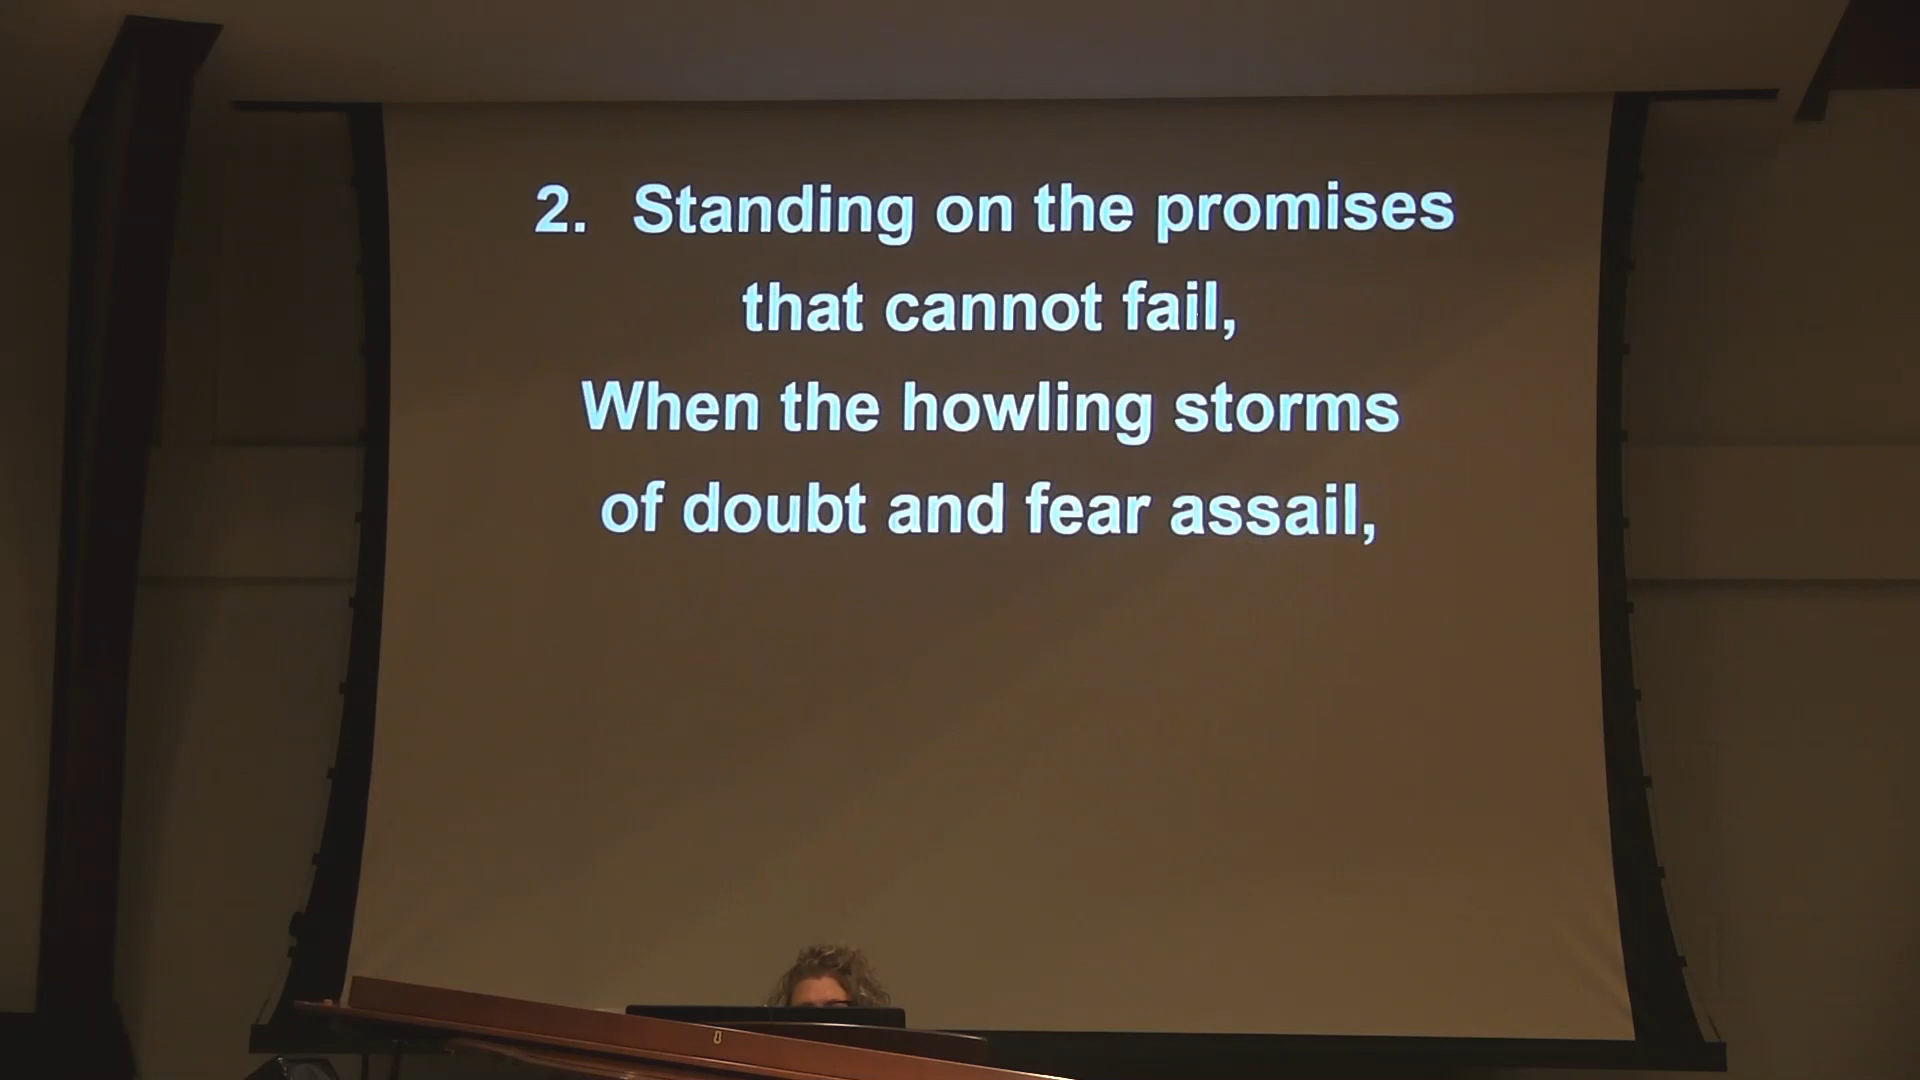 2. Standing on the promises
that cannot fail,
When the howling storms
of doubt and fear assail,